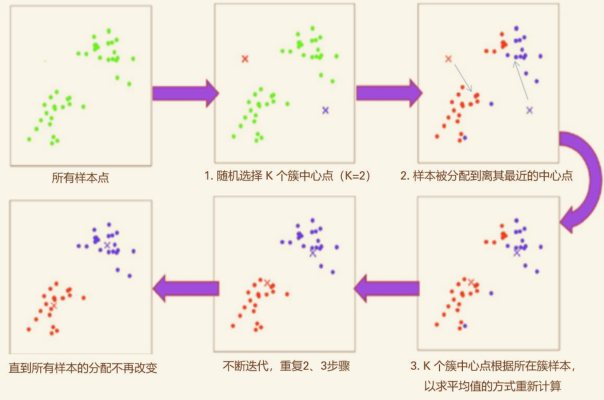 所有样本点
1. 随机选择 K 个簇中心点（K=2）
2. 样本被分配到离其最近的中心点
直到所有样本的分配不再改变
不断迭代，重复2、3步骤
3. K 个簇中心点根据所在簇样本，
以求平均值的方式重新计算